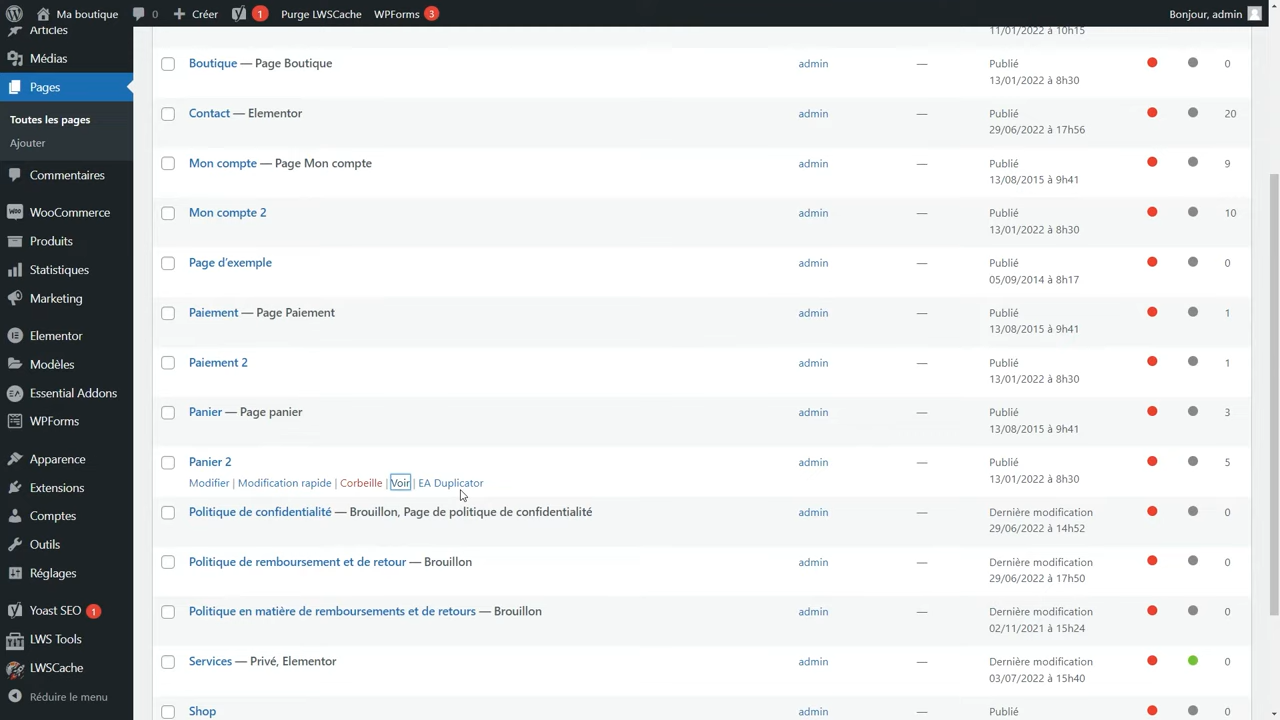 Ma boutique 0 Créer 1 Purge LWSCache WPForms 3 Bonjour, admin
Articles
Médias
Pages
Toutes les pages
Ajouter
Commentaires
WooCommerce
Produits
Statistiques
Marketing
Elementor
Modèles
Essential Addons
WPForms
Apparence
Extensions
Comptes
Outils
Réglages
Yoast SEO 1
LWS Tools
LWSCache
Réduire le menu
11/01/2022 à 10h15
Boutique — Page Boutique admin — Publié 0
13/01/2022 à 8h30
Contact — Elementor admin — Publié 20
29/06/2022 à 17h56
Mon compte — Page Mon compte admin — Publié 9
13/08/2015 à 9h41
Mon compte 2 admin — Publié 10
13/01/2022 à 8h30
Page d'exemple admin — Publié 0
05/09/2014 à 8h17
Paiement — Page Paiement admin — Publié 1
13/08/2015 à 9h41
Paiement 2 admin — Publié 1
13/01/2022 à 8h30
Panier — Page panier admin — Publié 3
13/08/2015 à 9h41
Panier 2 admin — Publié 5
13/01/2022 à 8h30
Modifier | Modification rapide | Corbeille | Voir | EA Duplicator
Politique de confidentialité — Brouillon, Page de politique de confidentialité admin — Dernière modification 0
29/06/2022 à 14h52
Politique de remboursement et de retour — Brouillon admin — Dernière modification 0
29/06/2022 à 17h50
Politique en matière de remboursements et de retours — Brouillon admin — Dernière modification 0
02/11/2021 à 15h24
Services — Privé, Elementor admin — Dernière modification 0
03/07/2022 à 15h40
Shop admin — Publié 0